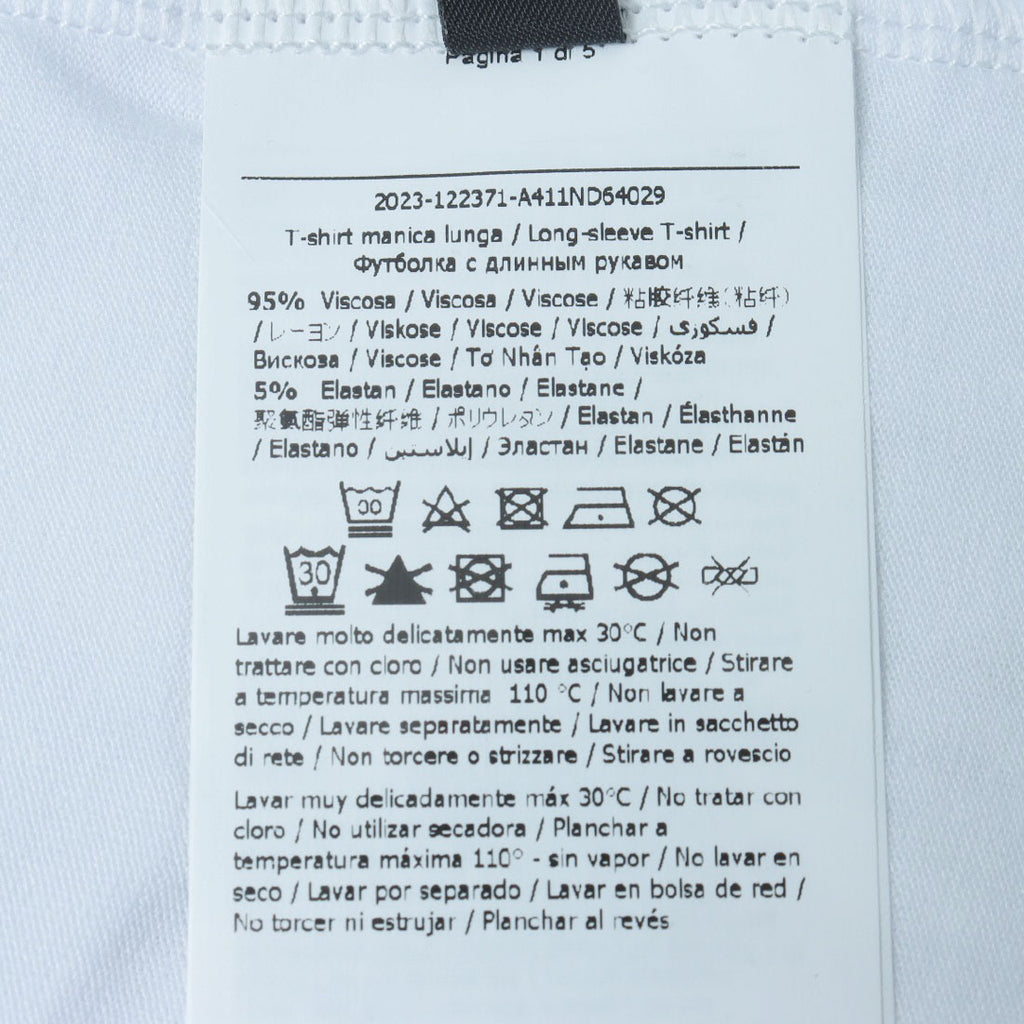 Pagina 1 di 5
2023-122371-A411ND64029
T-shirt manica lunga / Long-sleeve T-shirt /
Футболка с длинным рукавом
95% Viscosa / Viscosa / Viscose / 粘胶纤维（粘纤）
/ レーヨン / Viskose / Viscose / Viscose / فسكوزى /
Вискоза / Viscose / Tơ Nhân Tạo / Viskóza
5% Elastan / Elastano / Elastane /
聚氨酯弹性纤维 / ポリウレタン / Elastan / Élasthanne
/ Elastano / إيلاستين / Эластан / Elastane / Elastán
30
Lavare molto delicatamente max 30°C / Non
trattare con cloro / Non usare asciugatrice / Stirare
a temperatura massima 110 °C / Non lavare a
secco / Lavare separatamente / Lavare in sacchetto
di rete / Non torcere o strizzare / Stirare a rovescio
Lavar muy delicadamente máx 30°C / No tratar con
cloro / No utilizar secadora / Planchar a
temperatura máxima 110° - sin vapor / No lavar en
seco / Lavar por separado / Lavar en bolsa de red /
No torcer ni estrujar / Planchar al revés